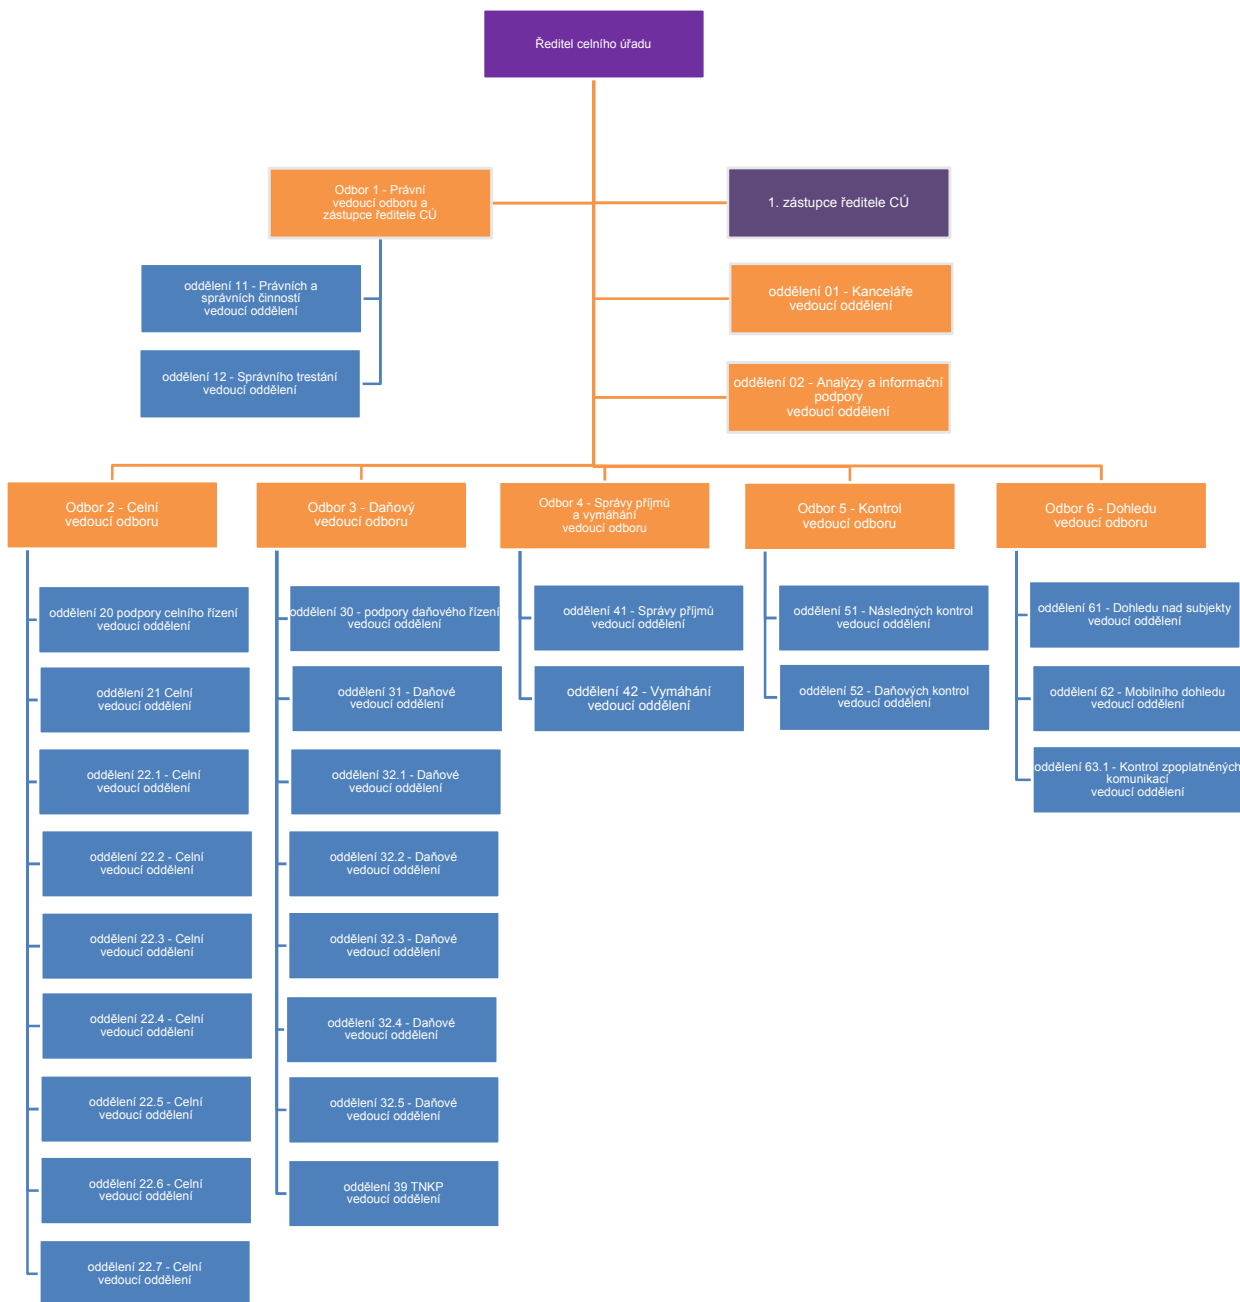 Ředitel celního úřadu
Odbor 1 - Právní
vedoucí odboru a
zástupce ředitele CÚ
1. zástupce ředitele CÚ
oddělení 11 - Právních a
správních činností
vedoucí oddělení
oddělení 01 - Kanceláře
vedoucí oddělení
oddělení 12 - Správního trestání
vedoucí oddělení
oddělení 02 - Analýzy a informační
podpory
vedoucí oddělení
Odbor 2 - Celní
vedoucí odboru
Odbor 3 - Daňový
vedoucí odboru
Odbor 4 - Správy příjmů
a vymáhání
vedoucí odboru
Odbor 5 - Kontrol
vedoucí odboru
Odbor 6 - Dohledu
vedoucí odboru
oddělení 20 podpory celního řízení
vedoucí oddělení
oddělení 21 Celní
vedoucí oddělení
oddělení 22.1 - Celní
vedoucí oddělení
oddělení 22.2 - Celní
vedoucí oddělení
oddělení 22.3 - Celní
vedoucí oddělení
oddělení 22.4 - Celní
vedoucí oddělení
oddělení 22.5 - Celní
vedoucí oddělení
oddělení 22.6 - Celní
vedoucí oddělení
oddělení 22.7 - Celní
vedoucí oddělení
oddělení 30 - podpory daňového řízení
vedoucí oddělení
oddělení 31 - Daňové
vedoucí oddělení
oddělení 32.1 - Daňové
vedoucí oddělení
oddělení 32.2 - Daňové
vedoucí oddělení
oddělení 32.3 - Daňové
vedoucí oddělení
oddělení 32.4 - Daňové
vedoucí oddělení
oddělení 32.5 - Daňové
vedoucí oddělení
oddělení 39 TNKP
vedoucí oddělení
oddělení 41 - Správy příjmů
vedoucí oddělení
oddělení 42 - Vymáhání
vedoucí oddělení
oddělení 51 - Následných kontrol
vedoucí oddělení
oddělení 52 - Daňových kontrol
vedoucí oddělení
oddělení 61 - Dohledu nad subjekty
vedoucí oddělení
oddělení 62 - Mobilního dohledu
vedoucí oddělení
oddělení 63.1 - Kontrol zpoplatněných
komunikací
vedoucí oddělení